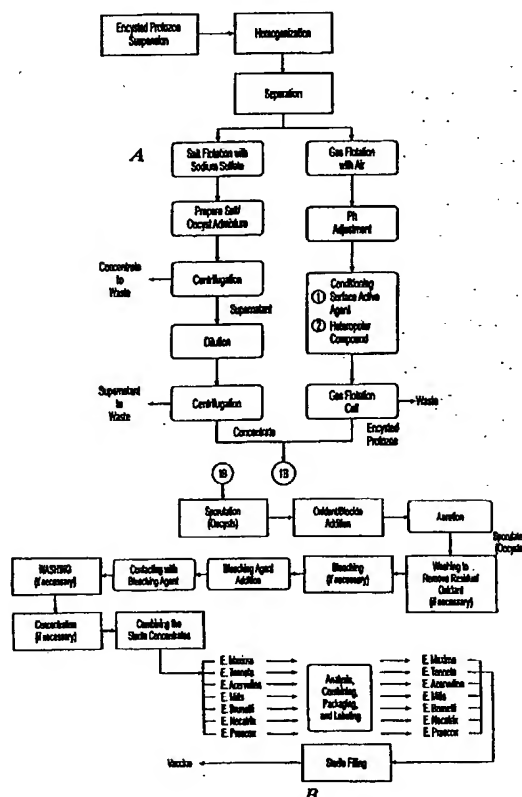 Encysted Protozoa
Suspension
Homogenization
Separation
A
Salt Flotation with
Sodium Sulfate
Gas Flotation
with Air
Prepare Salt/
Oocyst Admixture
PH
Adjustment
Concentrate
to
Waste
Centrifugation
Conditioning
1 Surface Active
Agent
2 Heteropolar
Compound
Supernatant
Dilution
Supernatant
to
Waste
Centrifugation
Gas Flotation
Cell
Waste
Concentrate
Encysted
Protozoa
1B
1B
Sporulation
(Oocysts)
Oxidant/Biocide
Addition
Aeration
Sporulated
(Oocysts)
WASHING
(if necessary)
Contacting with
Bleaching Agent
Bleaching Agent
Addition
Bleaching
(if necessary)
Washing to
Remove Residual
Oxidant
(if necessary)
Concentration
(if necessary)
Combining the
Sterile Concentrates
E. Maxima
E. Tenella
E. Acervulina
E. Mitis
E. Brunetti
E. Necatrix
E. Praecox
Analysis,
Combining,
Packaging,
and Labeling
E. Maxima
E. Tenella
E. Acervulina
E. Mitis
E. Brunetti
E. Necatrix
E. Praecox
Vaccine
Sterile Filling
B